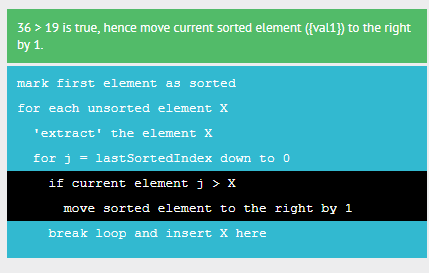 36 > 19 is true, hence move current sorted element ({val1}) to the right
by 1.
mark first element as sorted
for each unsorted element X
'extract' the element X
for j = lastSortedIndex down to 0
if current element j > X
move sorted element to the right by 1
break loop and insert X here